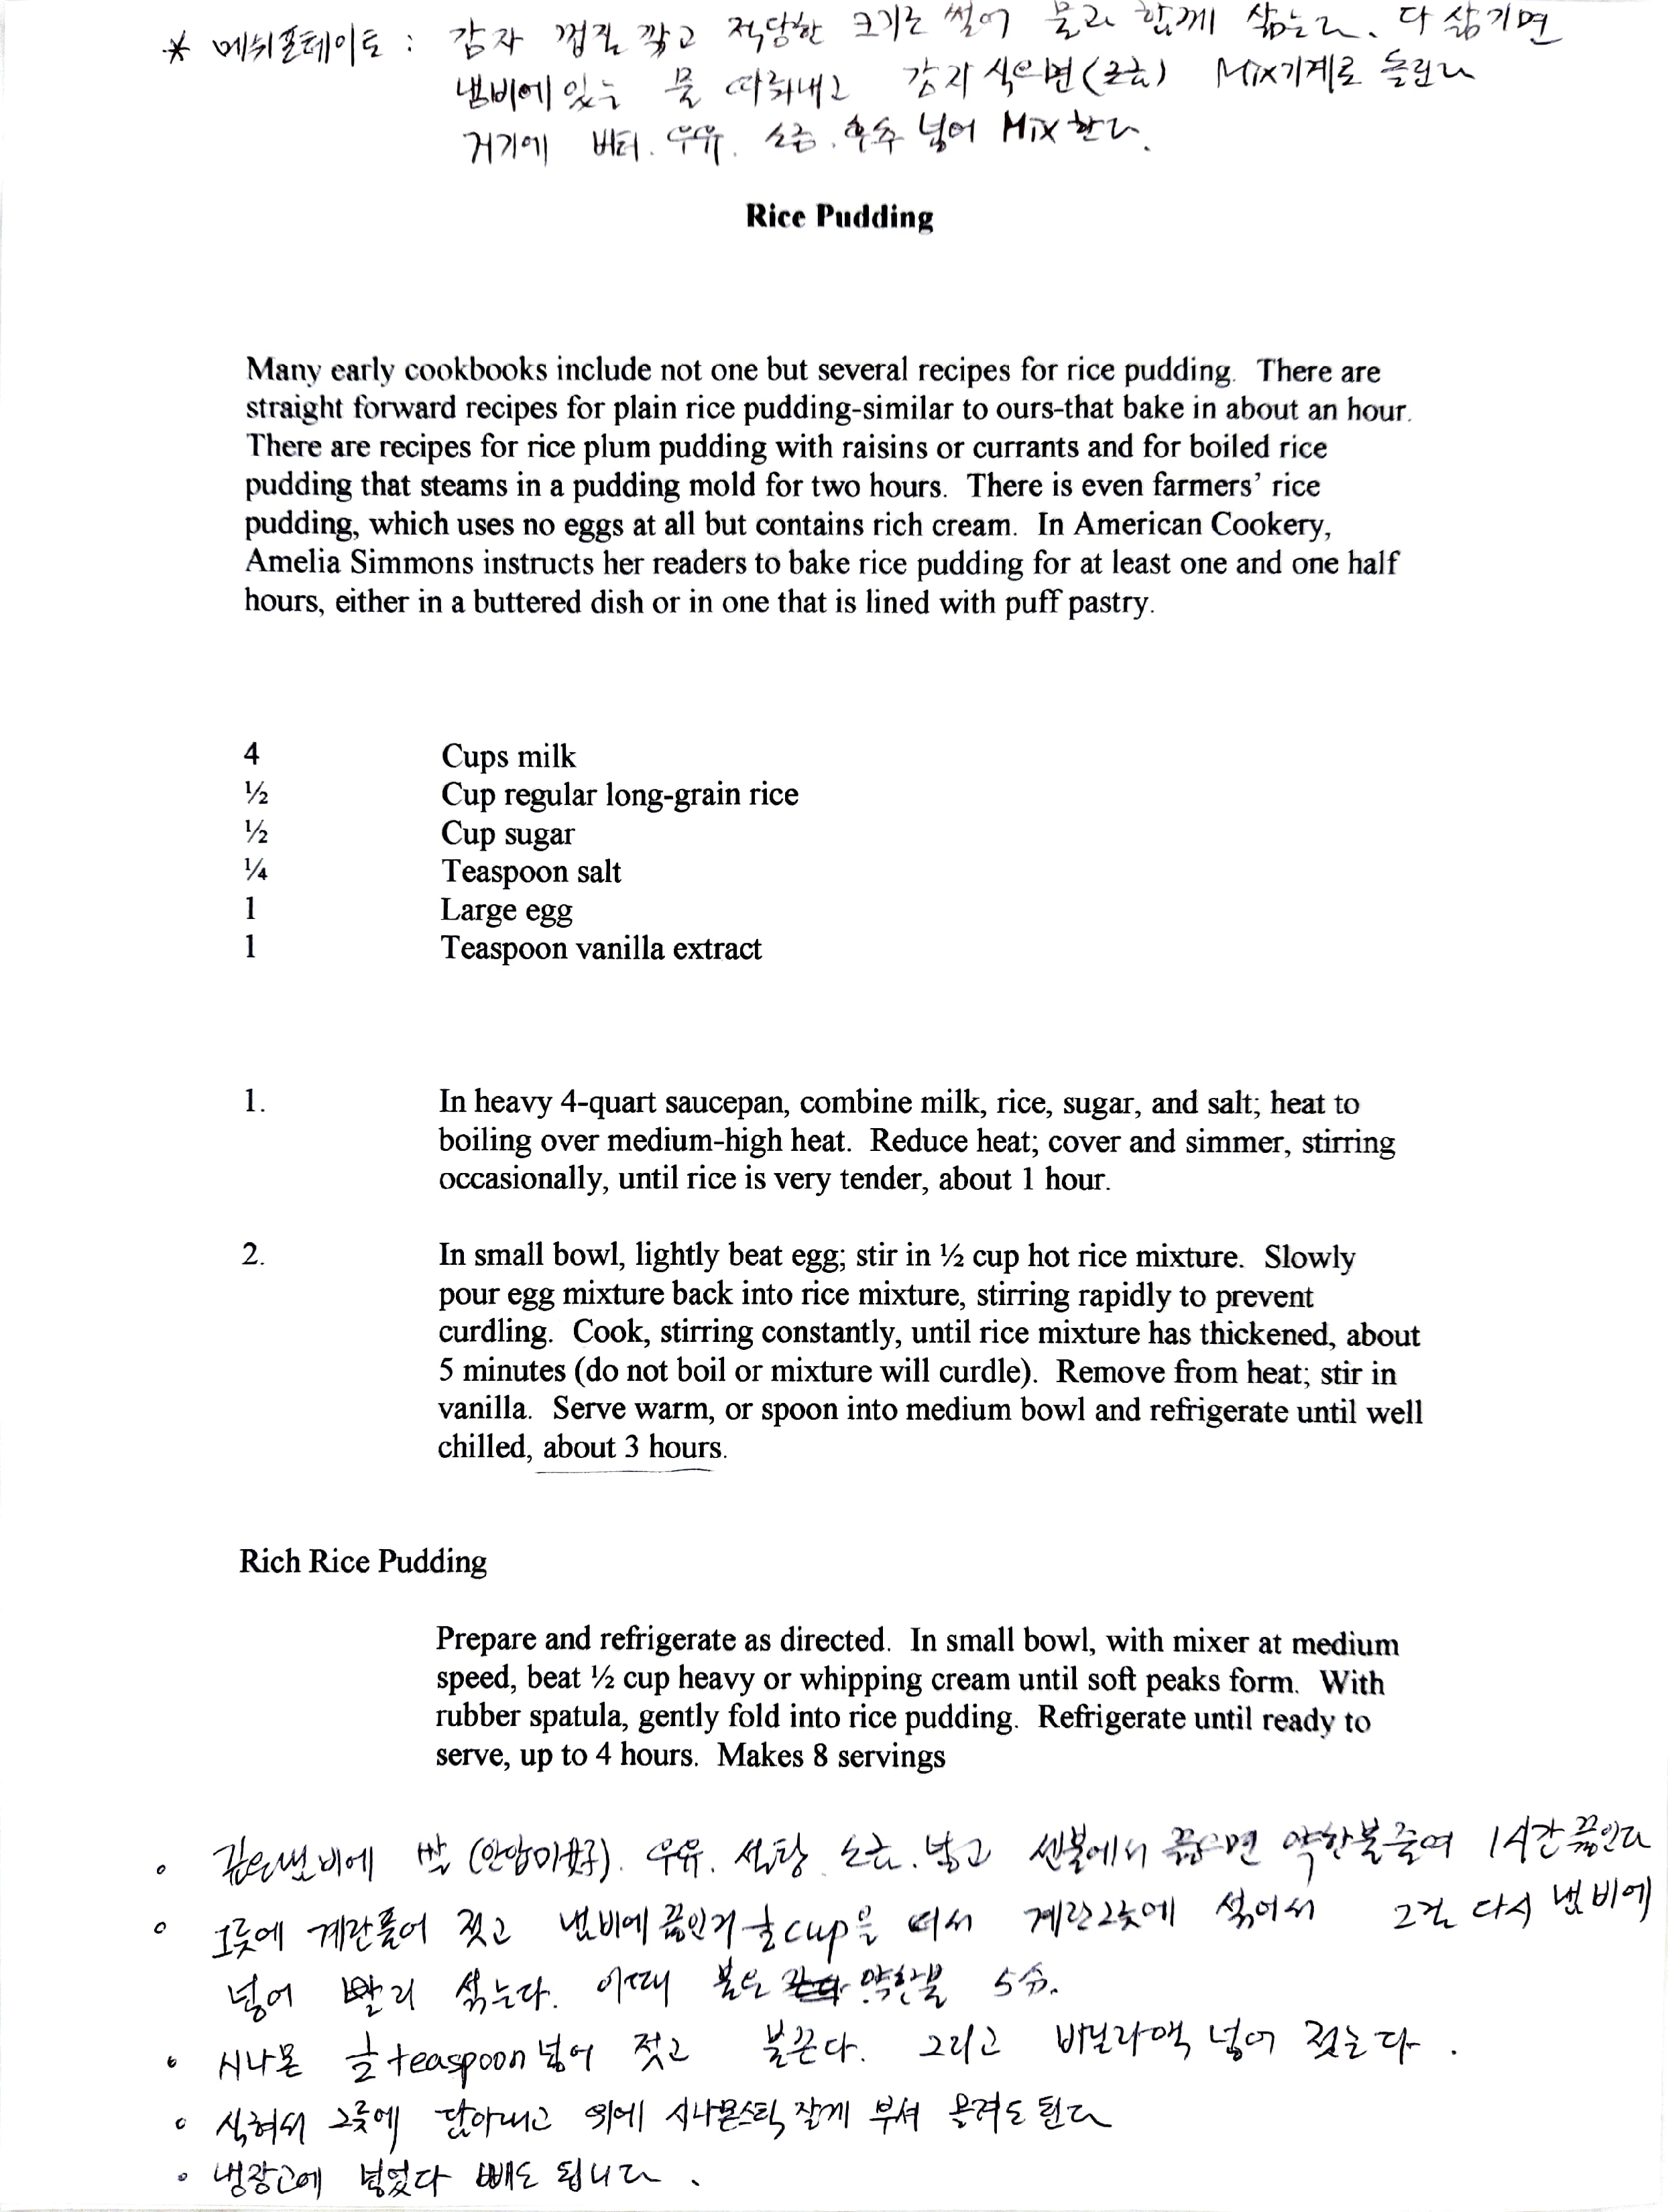 * 메쉬포테이토 : 감자 껍질 깎고 적당한 크기로 썰어 물과 함께 삶는다. 다 삶기면
냄비에 있는 물 따라내고 감자 식으면 (조금) Mix기계로 돌린다
거기에 버터. 우유. 소금. 후추 넣어 Mix한다.
Rice Pudding
Many early cookbooks include not one but several recipes for rice pudding. There are
straight forward recipes for plain rice pudding-similar to ours-that bake in about an hour.
There are recipes for rice plum pudding with raisins or currants and for boiled rice
pudding that steams in a pudding mold for two hours. There is even farmers' rice
pudding, which uses no eggs at all but contains rich cream. In American Cookery,
Amelia Simmons instructs her readers to bake rice pudding for at least one and one half
hours, either in a buttered dish or in one that is lined with puff pastry.
4 Cups milk
½ Cup regular long-grain rice
½ Cup sugar
¼ Teaspoon salt
1 Large egg
1 Teaspoon vanilla extract
1. In heavy 4-quart saucepan, combine milk, rice, sugar, and salt; heat to
boiling over medium-high heat. Reduce heat; cover and simmer, stirring
occasionally, until rice is very tender, about 1 hour.
2. In small bowl, lightly beat egg; stir in ½ cup hot rice mixture. Slowly
pour egg mixture back into rice mixture, stirring rapidly to prevent
curdling. Cook, stirring constantly, until rice mixture has thickened, about
5 minutes (do not boil or mixture will curdle). Remove from heat; stir in
vanilla. Serve warm, or spoon into medium bowl and refrigerate until well
chilled, about 3 hours.
Rich Rice Pudding
Prepare and refrigerate as directed. In small bowl, with mixer at medium
speed, beat ½ cup heavy or whipping cream until soft peaks form. With
rubber spatula, gently fold into rice pudding. Refrigerate until ready to
serve, up to 4 hours. Makes 8 servings
◦ 깊은냄비에 쌀 (안남미好). 우유. 설탕. 소금. 넣고 센불에서 끓으면 약한불 줄여 1시간 끓인다
◦ 그릇에 계란풀어 젓고 냄비에 끓인거 ½ cup을 떠서 계란그릇에 섞어서 그걸 다시 냄비에
넣어 빨리 섞는다. 이때 불은 약한불 5分.
◦ 시나몬 ½ teaspoon 넣어 젓고 불끈다. 그리고 바닐라액 넣어 젓는다.
◦ 식혀서 그릇에 담아내고 위에 시나몬스틱 잘게 부셔 올려도 된다
◦ 냉장고에 넣었다 빼도 됩니다.